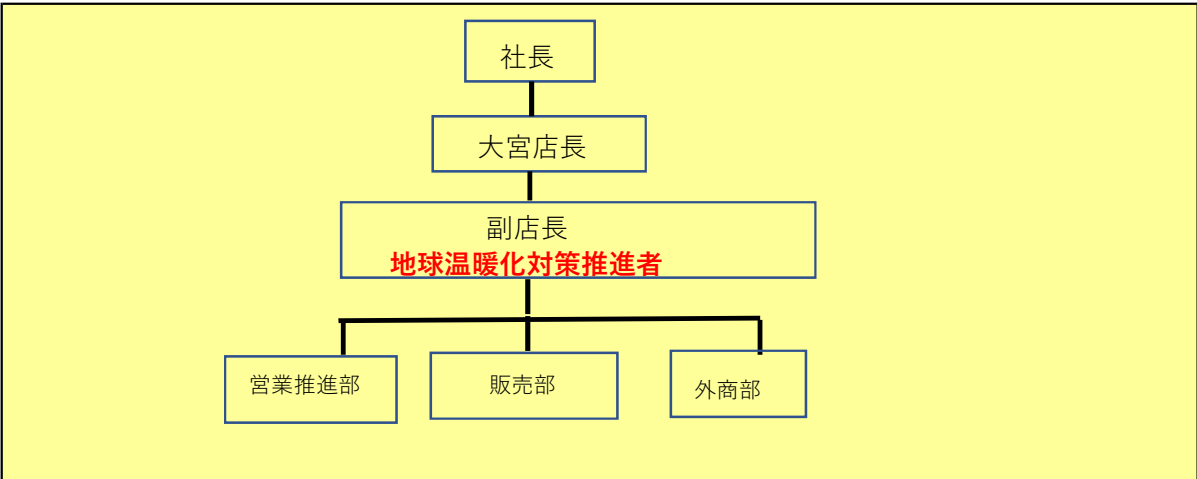 社長
大宮店長
副店長
地球温暖化対策推進者
営業推進部
販売部
外商部